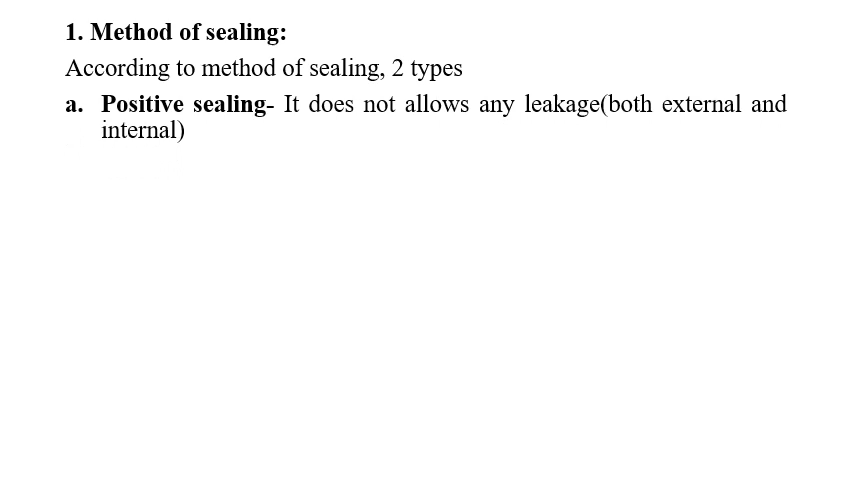 1. Method of sealing:
According to method of sealing, 2 types
a. Positive sealing- It does not allows any leakage(both external and
internal)